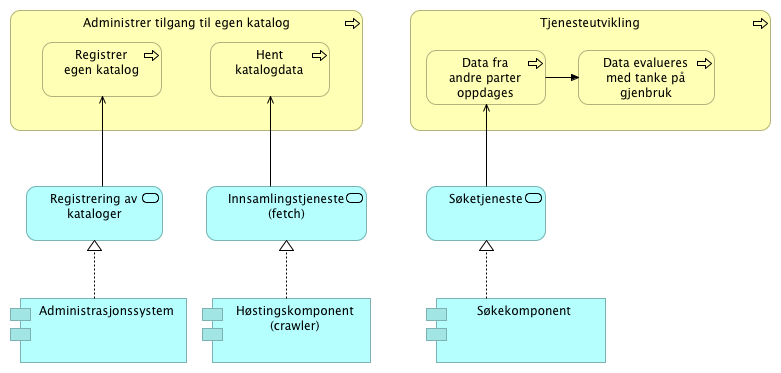 Administrer tilgang til egen katalog
Registrer
egen katalog
Hent
katalogdata
Tjenesteutvikling
Data fra
andre parter
oppdages
Data evalueres
med tanke på
gjenbruk
Registrering av
kataloger
Innsamlingstjeneste
(fetch)
Søketjeneste
Administrasjonssystem
Høstingskomponent
(crawler)
Søkekomponent